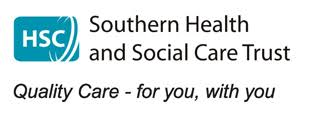 HSC
Southern Health
and Social Care Trust
Quality Care - for you, with you